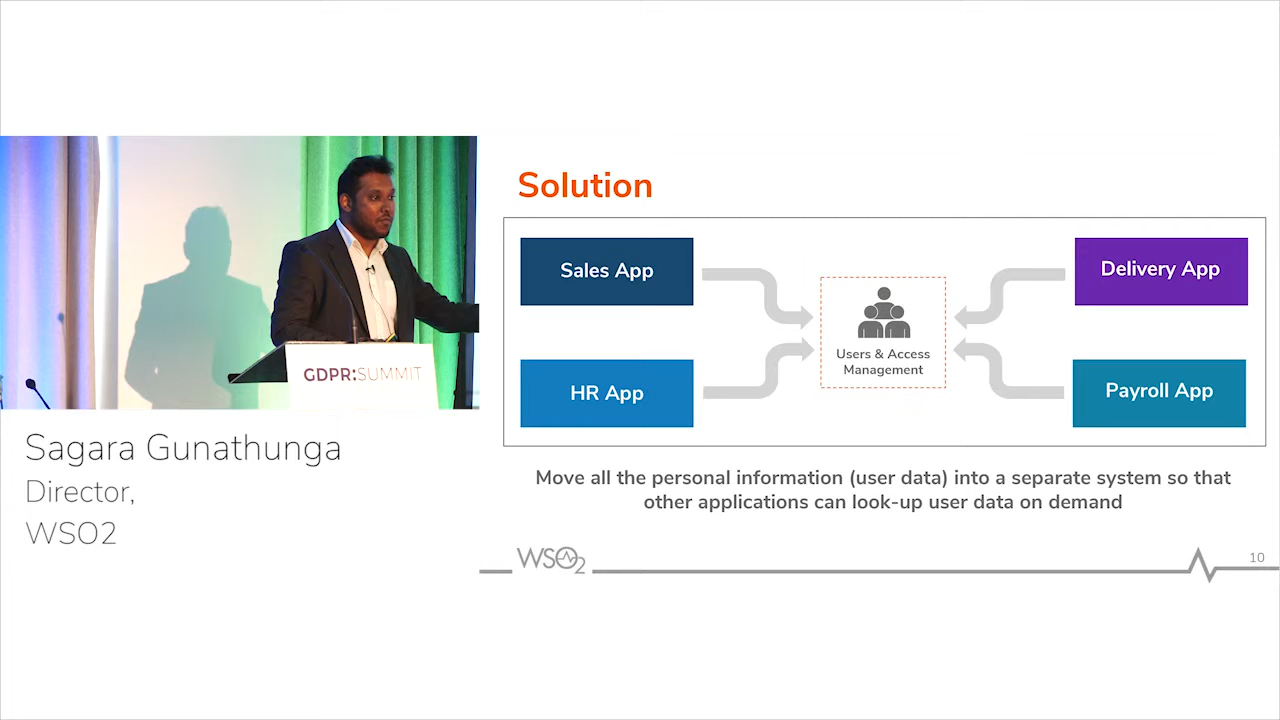 GDPR:SUMMIT
Sagara Gunathunga
Director,
WSO2
Solution
Sales App
Delivery App
Users & Access
Management
HR App
Payroll App
Move all the personal information (user data) into a separate system so that
other applications can look-up user data on demand
WSO2
10